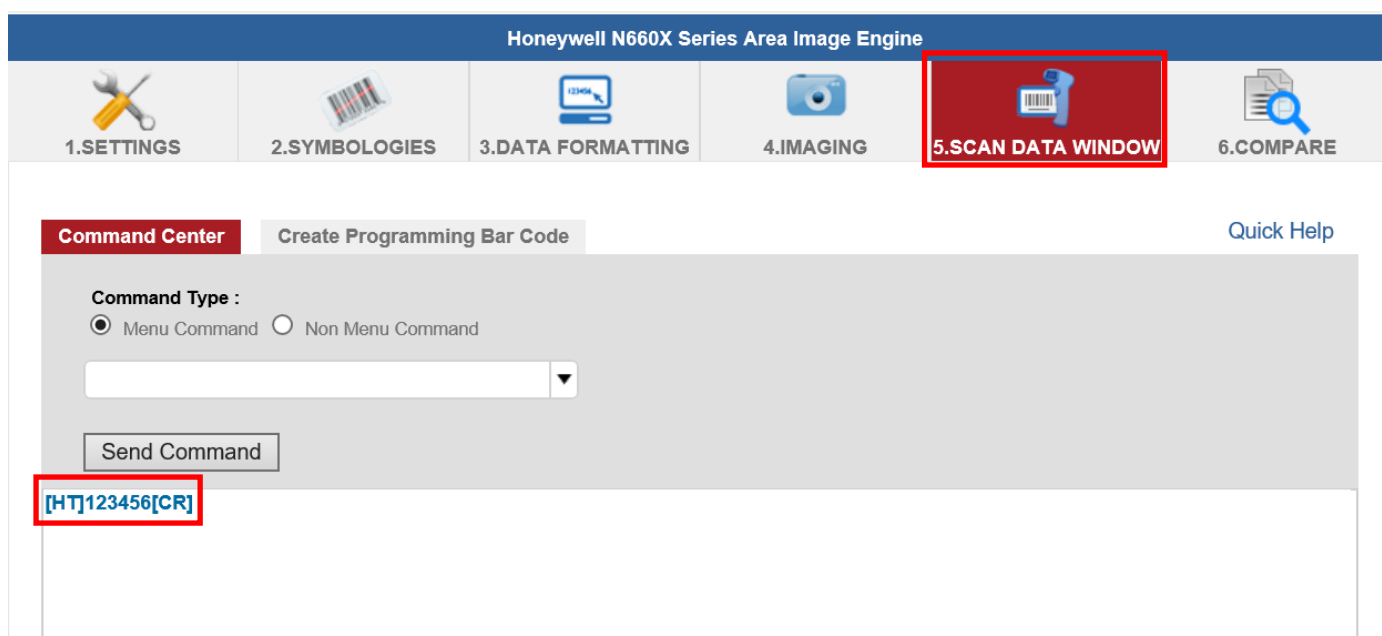 Honeywell N660X Series Area Image Engine
1.SETTINGS 2.SYMBOLOGIES 3.DATA FORMATTING 4.IMAGING 5.SCAN DATA WINDOW 6.COMPARE
Command Center Create Programming Bar Code Quick Help
Command Type :
Menu Command Non Menu Command
Send Command
[HT]123456[CR]